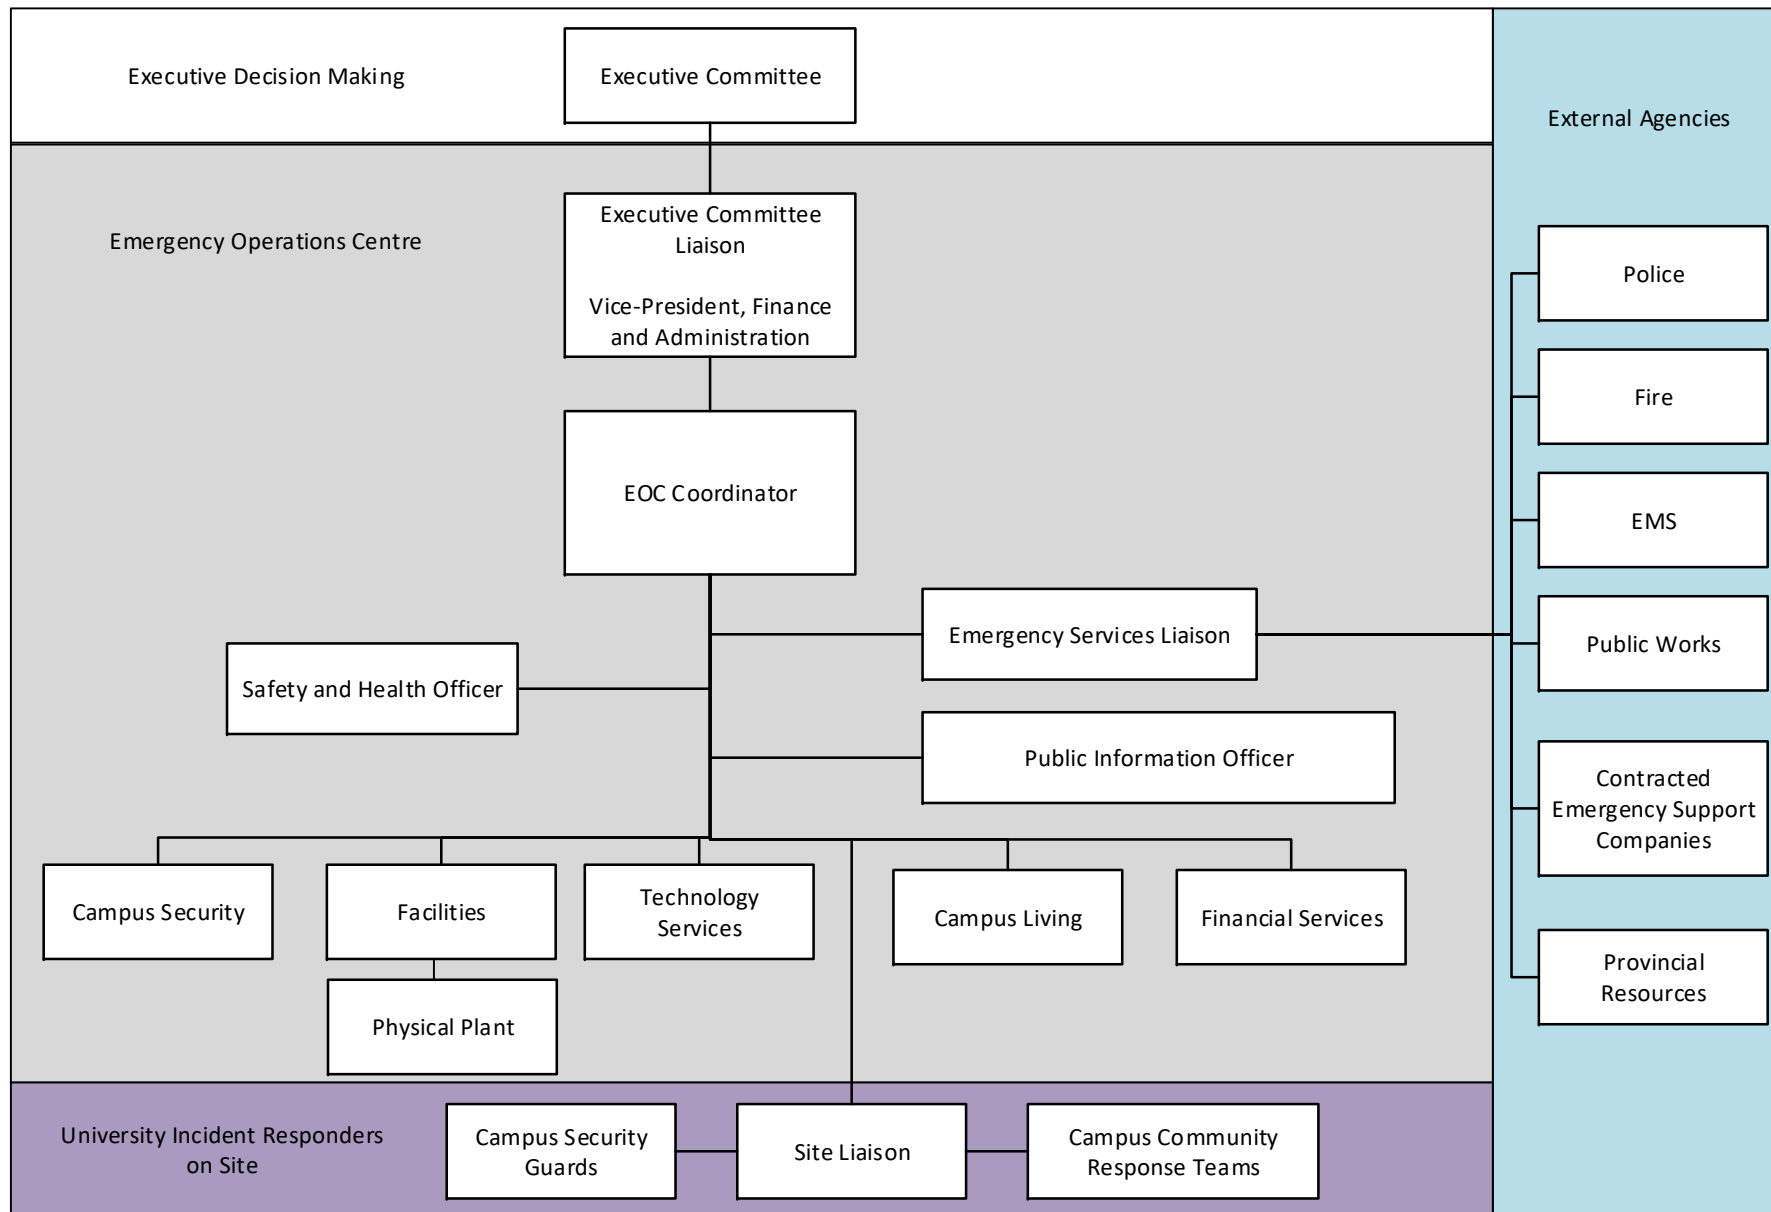 Executive Decision Making
Executive Committee
External Agencies
Emergency Operations Centre
Executive Committee
Liaison
Vice-President, Finance
and Administration
EOC Coordinator
Emergency Services Liaison
Safety and Health Officer
Public Information Officer
Campus Security
Facilities
Technology
Services
Campus Living
Financial Services
Physical Plant
Police
Fire
EMS
Public Works
Contracted
Emergency Support
Companies
Provincial
Resources
University Incident Responders
on Site
Campus Security
Guards
Site Liaison
Campus Community
Response Teams